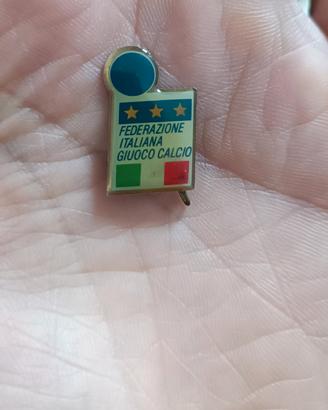 FEDERAZIONE
ITALIANA
GIUOCO CALCIO